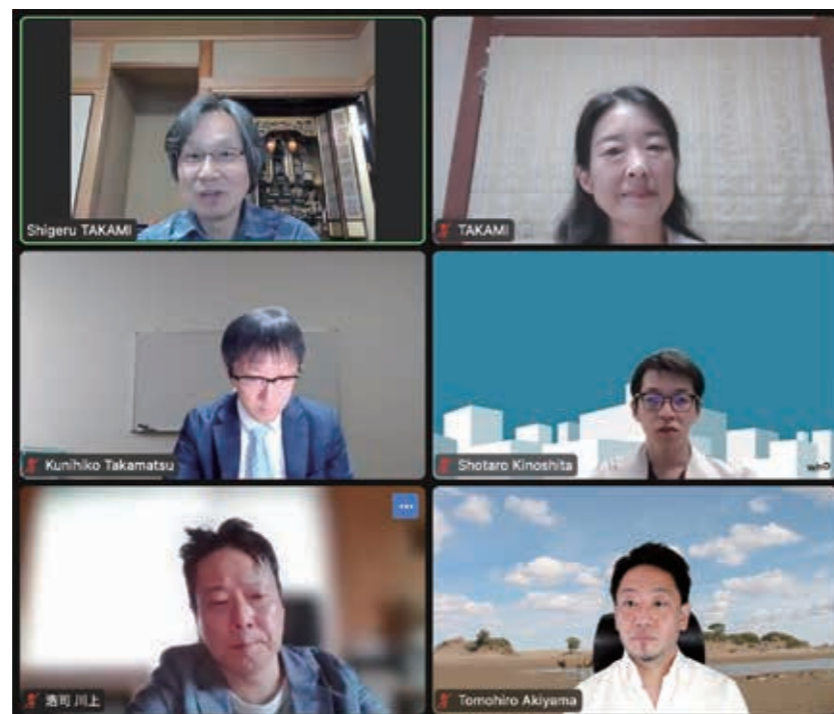 Shigeru TAKAMI
TAKAMI
Kunihiko Takamatsu
Shotaro Kinoshita
浩司 川上
Tomohiro Akiyama